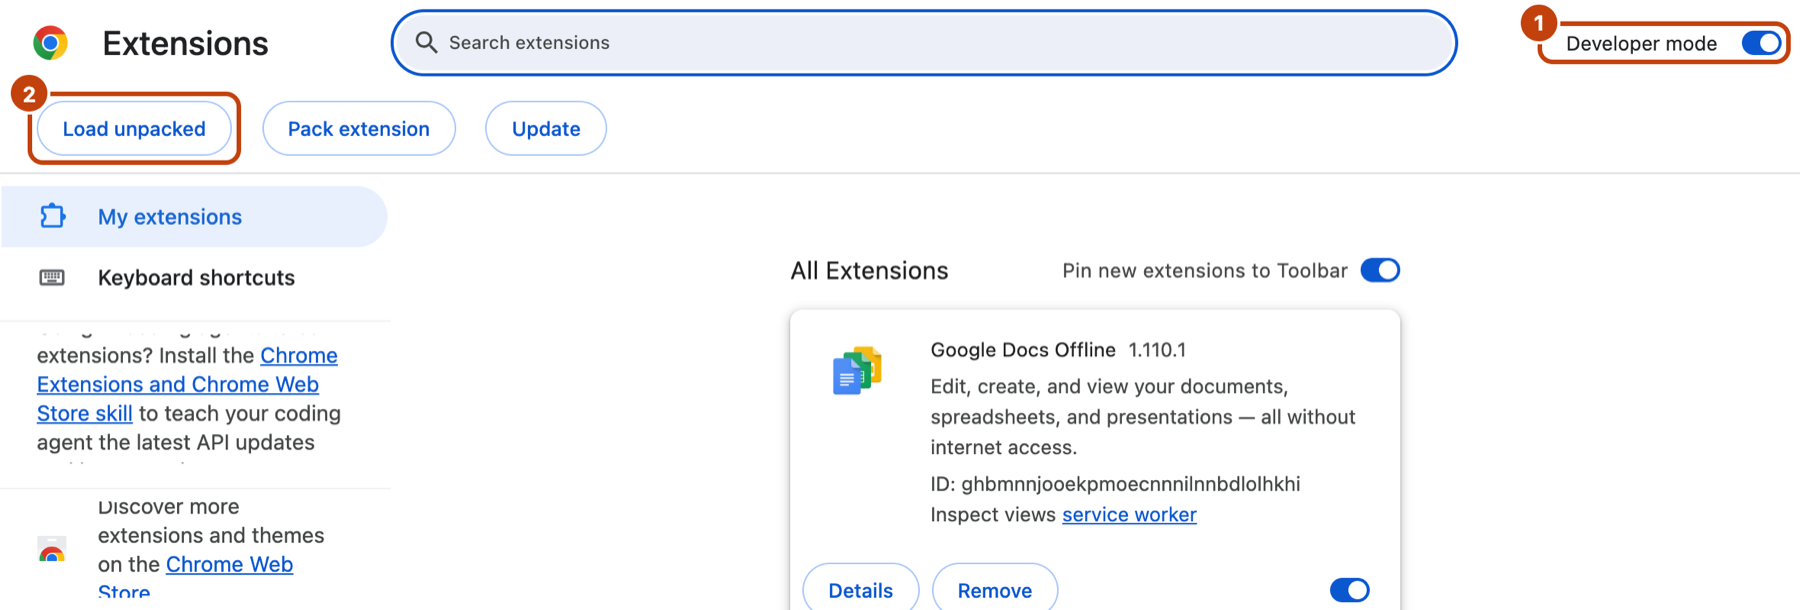 Extensions
Search extensions
1
Developer mode
2
Load unpacked
Pack extension
Update
My extensions
Keyboard shortcuts
extensions? Install the Chrome
Extensions and Chrome Web
Store skill to teach your coding
agent the latest API updates
Discover more
extensions and themes
on the Chrome Web
Store
All Extensions
Pin new extensions to Toolbar
Google Docs Offline 1.110.1
Edit, create, and view your documents,
spreadsheets, and presentations — all without
internet access.
ID: ghbmnnjooekpmoecnnnilnnbdlolhkhi
Inspect views service worker
Details
Remove